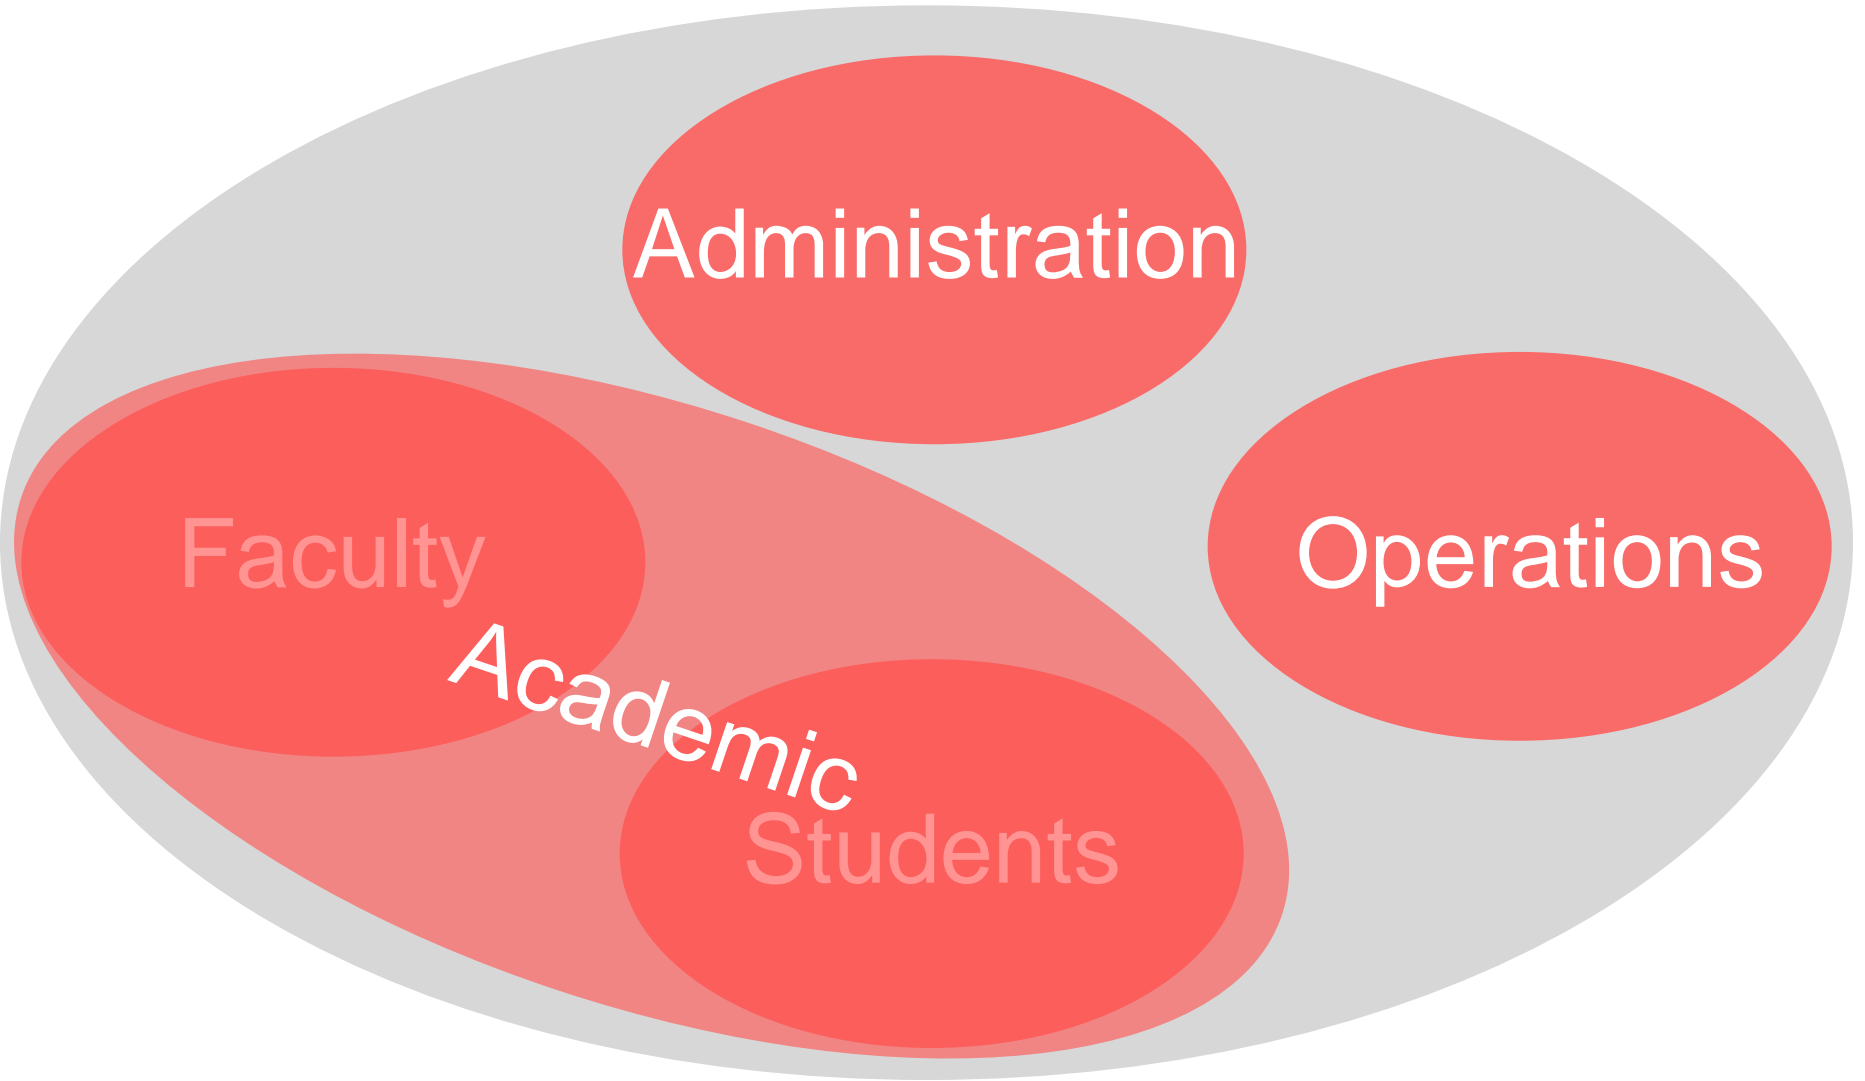 Administration
Faculty
Operations
Academic
Students